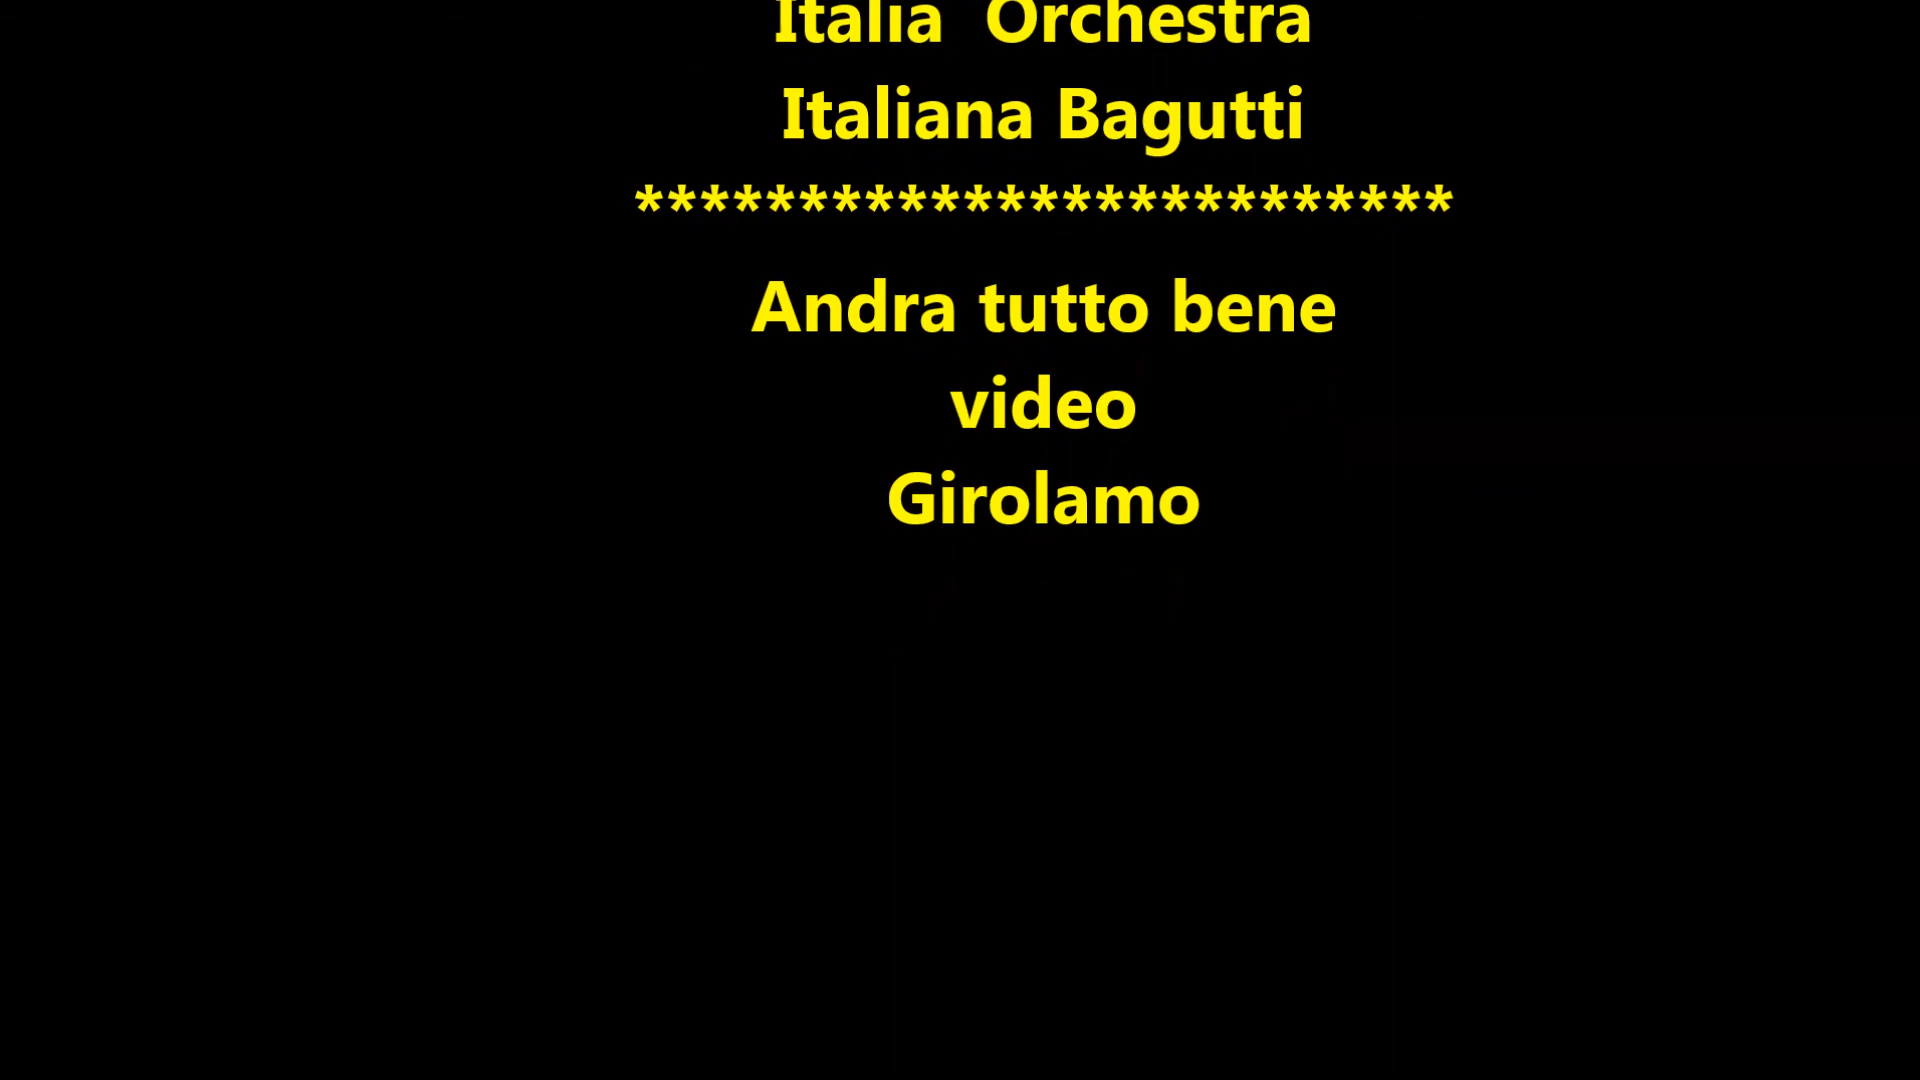 Italia  Orchestra
Italiana Bagutti
*************************
Andra tutto bene
video
Girolamo